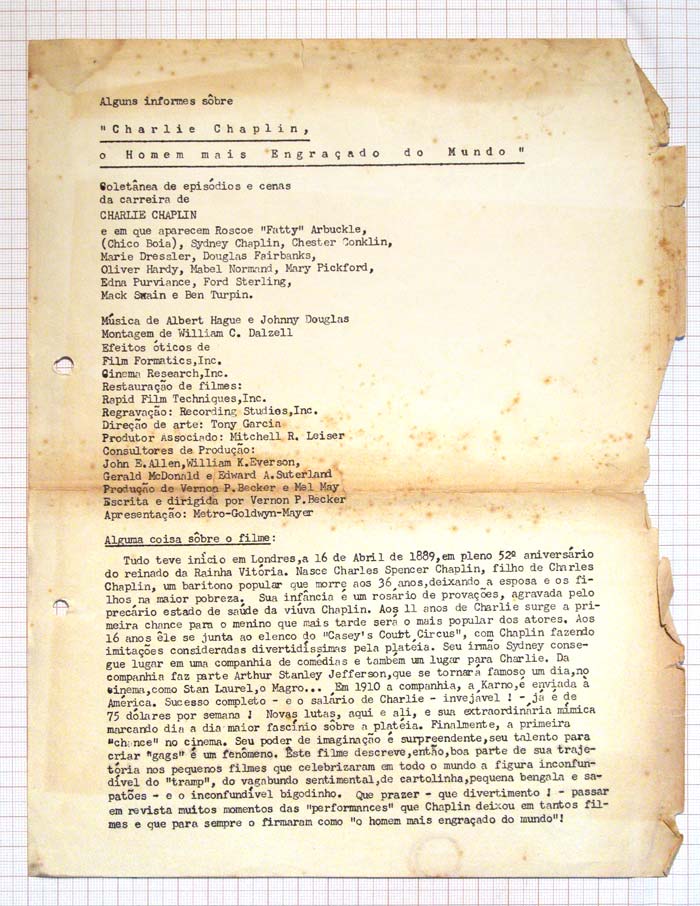 Alguns informes sôbre
"Charlie Chaplin,
o Homem mais Engraçado do Mundo"
Coletânea de episódios e cenas
da carreira de
CHARLIE CHAPLIN
e em que aparecem Roscoe "Fatty" Arbuckle,
(Chico Boia), Sydney Chaplin, Chester Conklin,
Marie Dressler, Douglas Fairbanks,
Oliver Hardy, Mabel Normand, Mary Pickford,
Edna Purviance, Ford Sterling,
Mack Swain e Ben Turpin.
Música de Albert Hague e Johnny Douglas
Montagem de William C. Dalzell
Efeitos óticos de
Film Formatics,Inc.
Cinema Research,Inc.
Restauração de filmes:
Rapid Film Techniques,Inc.
Regravação: Recording Studios,Inc.
Direção de arte: Tony Garcia
Produtor Associado: Mitchell R. Leiser
Consultores de Produção:
John E.Allen,William K.Everson,
Gerald McDonald e Edward A.Suterland
Produção de Vernon P.Becker e Mel May
Escrita e dirigida por Vernon P.Becker
Apresentação: Metro-Goldwyn-Mayer
Alguma coisa sôbre o filme:
Tudo teve início em Londres,a 16 de Abril de 1889,em pleno 52º aniversário
do reinado da Rainha Vitória. Nasce Charles Spencer Chaplin, filho de Charles
Chaplin, um baritono popular que morre aos 36 anos,deixando a esposa e os fi-
lhos na maior pobreza. Sua infância é um rosário de provações, agravada pelo
precário estado de saúde da viúva Chaplin. Aos 11 anos de Charlie surge a pri-
meira chance para o menino que mais tarde será o mais popular dos atores. Aos
16 anos êle se junta ao elenco do "Casey's Court Circus", com Chaplin fazendo
imitações consideradas divertidíssimas pela platéia. Seu irmão Sydney conse-
gue lugar em uma companhia de comédias e também um lugar para Charlie. Da
companhia faz parte Arthur Stanley Jefferson,que se tornará famoso um dia,no
cinema,como Stan Laurel,o Magro... Em 1910 a companhia, a Karno,é enviada à
América. Sucesso completo - e o salário de Charlie - invejável ! - já é de
75 dólares por semana ! Novas lutas, aqui e ali, e sua extraordinária mímica
marcando dia a dia maior fascínio sôbre a platéia. Finalmente, a primeira
"chance" no cinema. Seu poder de imaginação é surpreendente,seu talento para
criar "gags" é um fenômeno. Êste filme descreve,então,boa parte de sua traje-
tória nos pequenos filmes que celebrizaram em todo o mundo a figura inconfun-
dível do "tramp", do vagabundo sentimental,de cartolinha,pequena bengala e sa-
patões - e o inconfundível bigodinho. Que prazer - que divertimento ! - passar
em revista muitos momentos das "performances" que Chaplin deixou em tantos fil-
mes e que para sempre o firmaram como "o homem mais engraçado do mundo"!